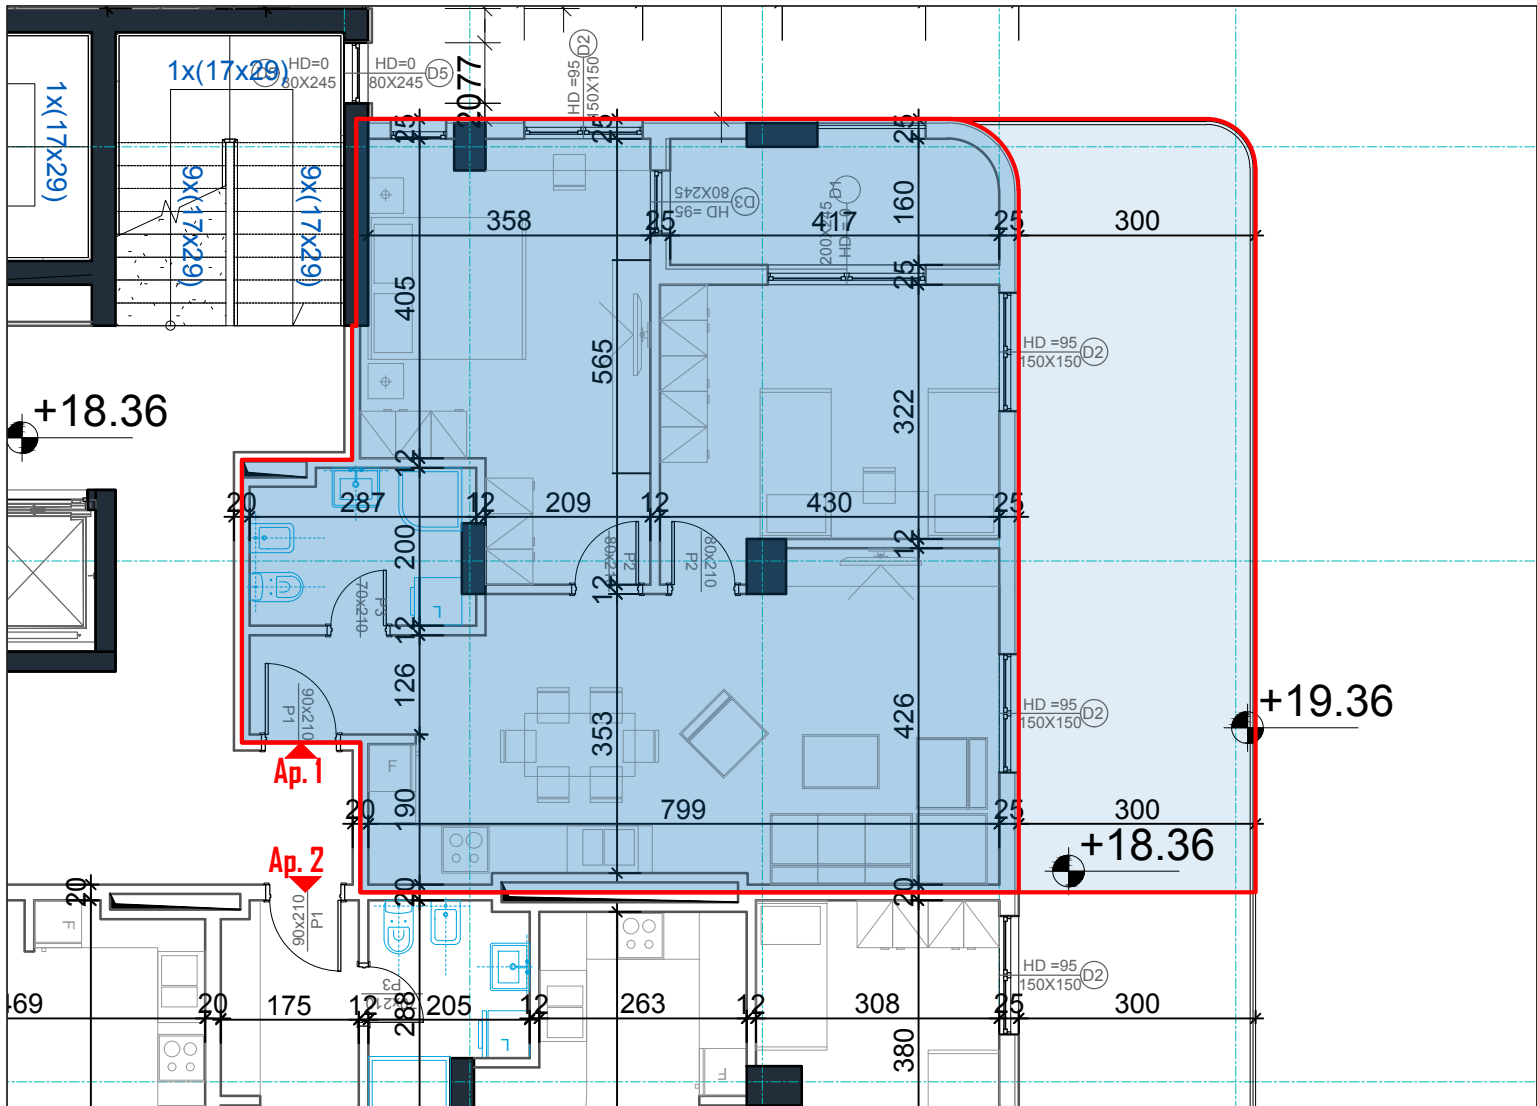 1x(17x29)
1x(17x29)
9x(17x29)
9x(17x29)
HD=0
80X245
D5
HD=0
80X245
D5
2077
HD =95
150X150
D2
25
25
25
358
25
417
25
300
160
80X245
HD =95
D3
200X245
HD =0
D1
25
405
565
322
HD =95
150X150
D2
+18.36
12
20
287
12
209
12
430
25
200
12
80x210
P2
80x210
P2
12
70x210
P3
L
12
126
90x210
P1
353
426
HD =95
150X150
D2
+19.36
Ap. 1
F
20
190
799
25
300
+18.36
Ap. 2
20
20
20
90x210
P1
F
HD =95
150X150
D2
P3
469
20
175
12
288
205
12
263
12
308
25
300
L
380
F